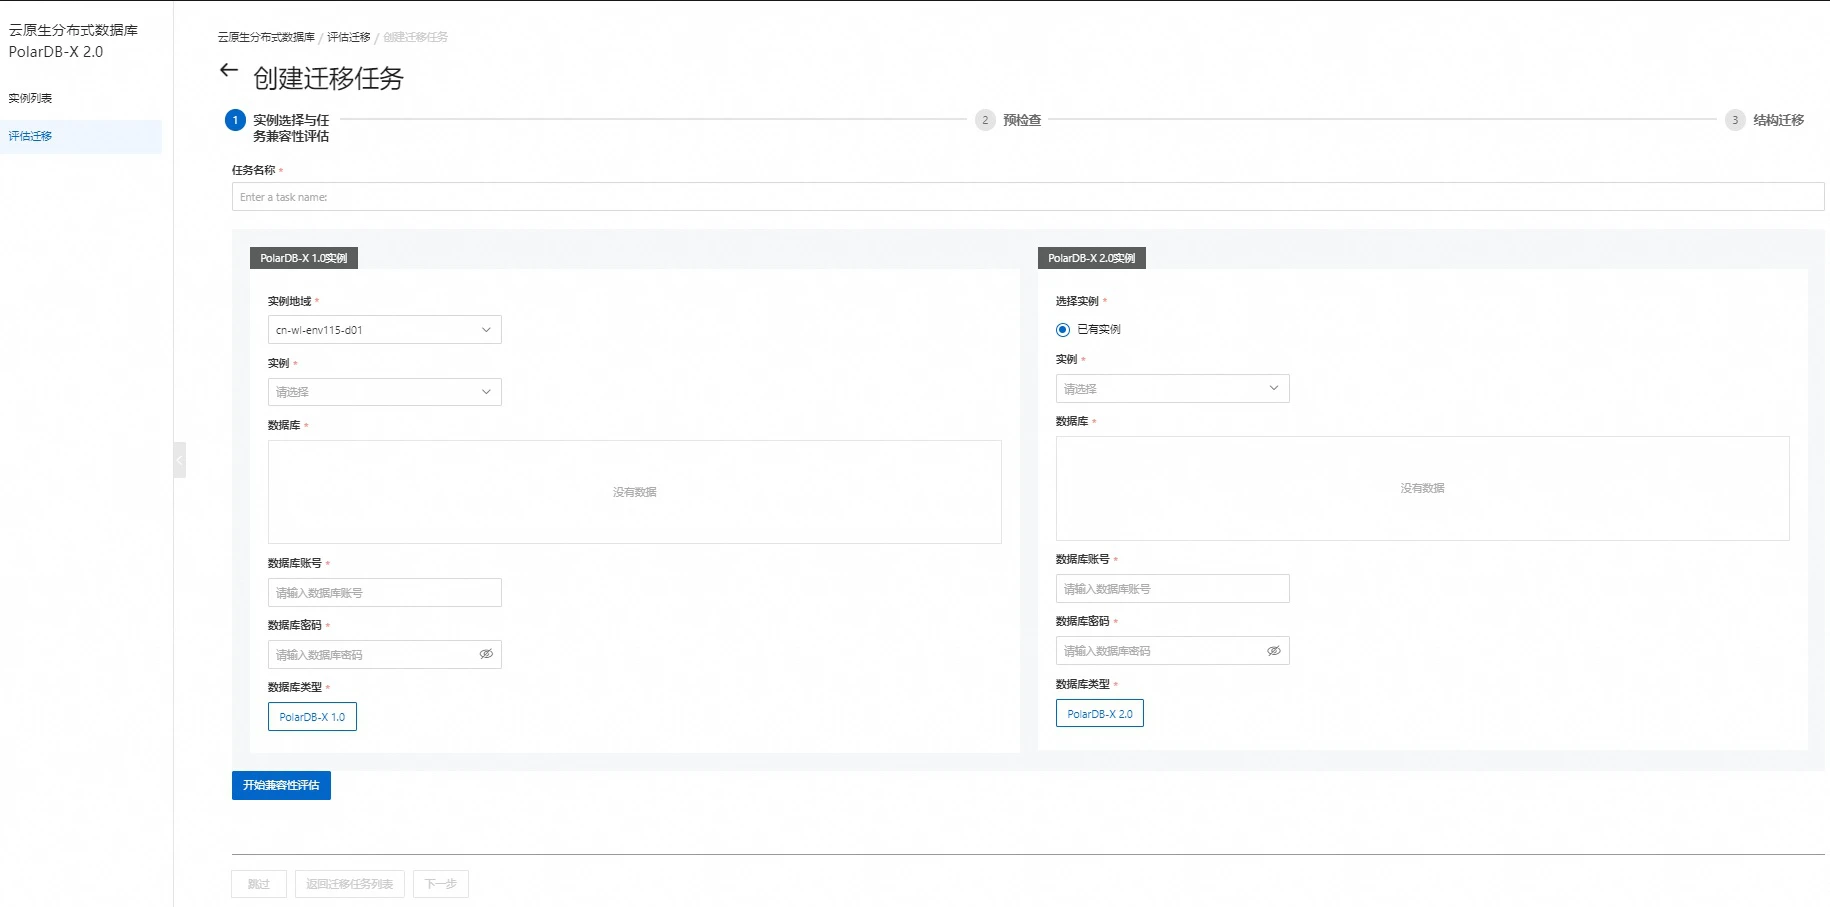 云原生分布式数据库
PolarDB-X 2.0
实例列表
评估迁移
云原生分布式数据库 / 评估迁移 / 创建迁移任务
创建迁移任务
1 实例选择与任
务兼容性评估
2 预检查
3 结构迁移
任务名称 *
Enter a task name:
PolarDB-X 1.0实例
实例地域 *
cn-wl-env115-d01
实例 *
请选择
数据库 *
没有数据
数据库账号 *
请输入数据库账号
数据库密码 *
请输入数据库密码
数据库类型 *
PolarDB-X 1.0
PolarDB-X 2.0实例
选择实例 *
已有实例
实例 *
请选择
数据库 *
没有数据
数据库账号 *
请输入数据库账号
数据库密码 *
请输入数据库密码
数据库类型 *
PolarDB-X 2.0
开始兼容性评估
跳过
返回迁移任务列表
下一步